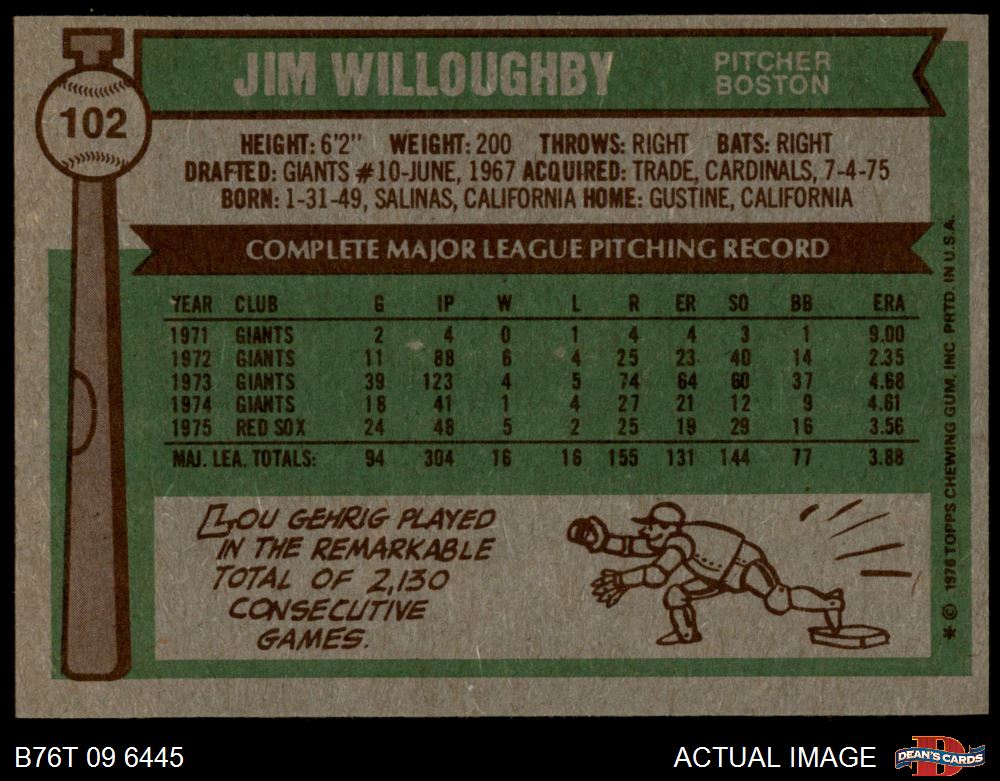 JIM WILLOUGHBY
PITCHER
BOSTON
102
HEIGHT: 6'2" WEIGHT: 200 THROWS: RIGHT BATS: RIGHT
DRAFTED: GIANTS #10-JUNE, 1967 ACQUIRED: TRADE, CARDINALS, 7-4-75
BORN: 1-31-49, SALINAS, CALIFORNIA HOME: GUSTINE, CALIFORNIA
COMPLETE MAJOR LEAGUE PITCHING RECORD
YEAR CLUB G IP W L R ER SO BB ERA
1971 GIANTS 2 4 0 1 4 4 3 1 9.00
1972 GIANTS 11 88 6 4 25 23 40 14 2.35
1973 GIANTS 39 123 4 5 74 64 60 37 4.68
1974 GIANTS 18 41 1 4 27 21 12 9 4.61
1975 RED SOX 24 48 5 2 25 19 29 16 3.56
MAJ. LEA. TOTALS: 94 304 16 16 155 131 144 77 3.88
LOU GEHRIG PLAYED
IN THE REMARKABLE
TOTAL OF 2,130
CONSECUTIVE
GAMES.
* © 1976 TOPPS CHEWING GUM, INC PRTD. IN U.S.A.
B76T 09 6445
ACTUAL IMAGE
D
DEAN'S CARDS